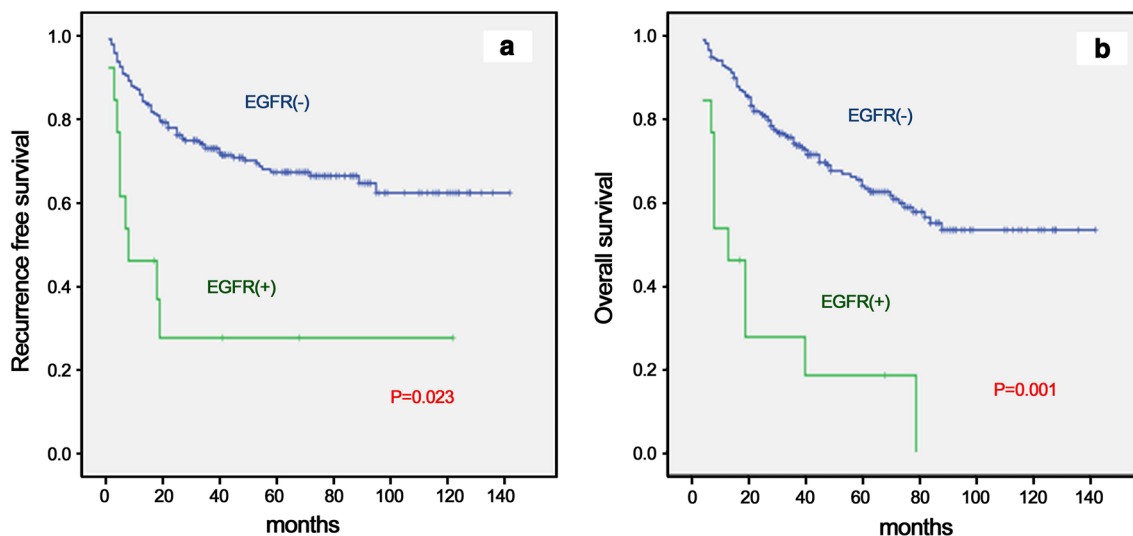 a
Recurrence free survival
1.0
0.8
0.6
0.4
0.2
0.0
EGFR(-)
EGFR(+)
P=0.023
0 20 40 60 80 100 120 140
months
b
Overall survival
1.0
0.8
0.6
0.4
0.2
0.0
EGFR(-)
EGFR(+)
P=0.001
0 20 40 60 80 100 120 140
months